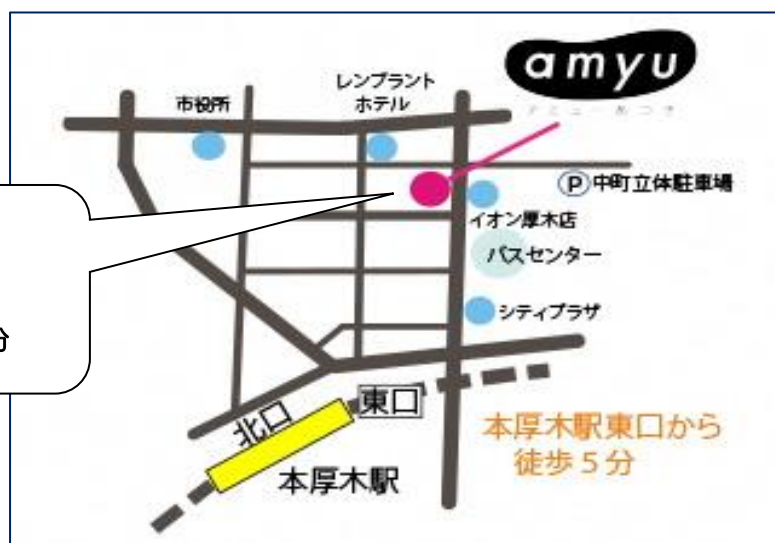 amyu
アミューあつぎ
レンブラント
ホテル
市役所
Ⓟ中町立体駐車場
イオン厚木店
バスセンター
分
シティプラザ
東口
北口
本厚木駅東口から
徒歩5分
本厚木駅